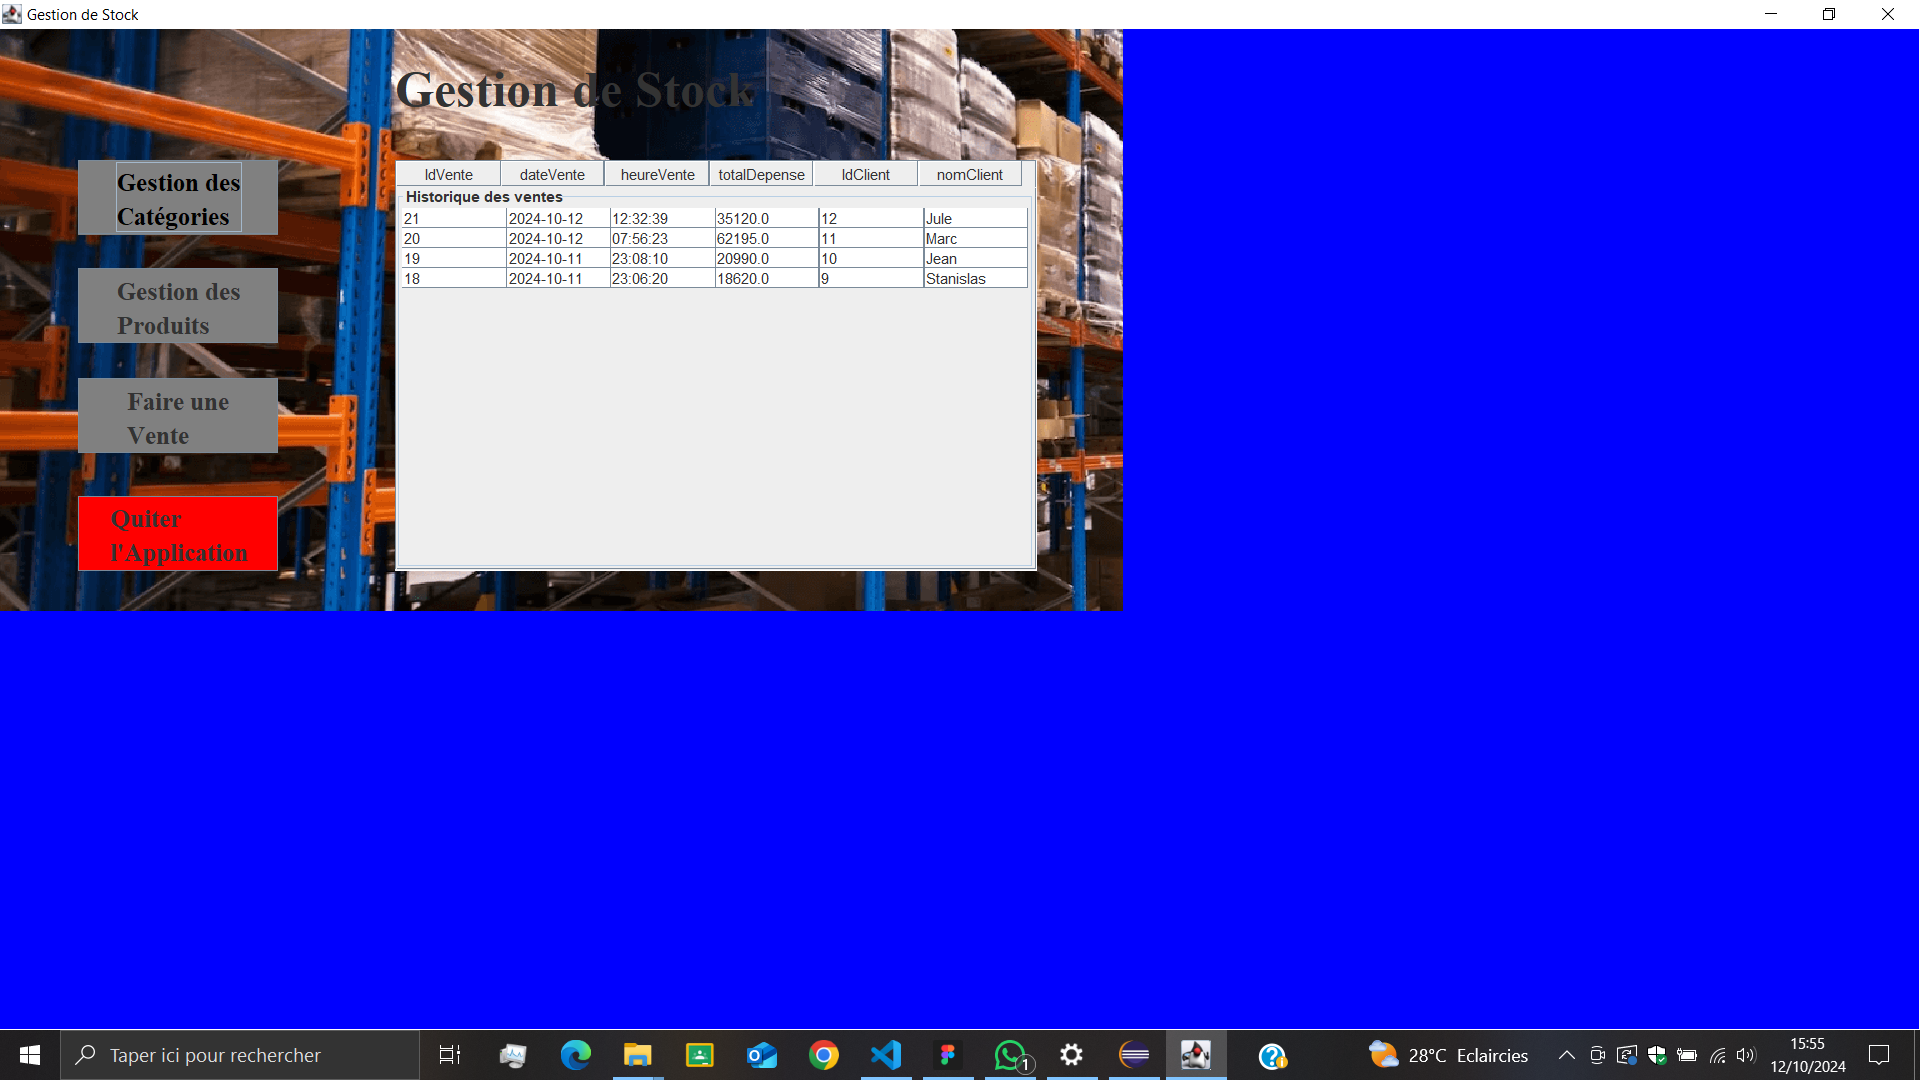 Gestion de Stock
Gestion de Stock
Gestion des
Catégories
Gestion des
Produits
Faire une
Vente
Quiter
l'Application
IdVente dateVente heureVente totalDepense IdClient nomClient
Historique des ventes
21 2024-10-12 12:32:39 35120.0 12 Jule
20 2024-10-12 07:56:23 62195.0 11 Marc
19 2024-10-11 23:08:10 20990.0 10 Jean
18 2024-10-11 23:06:20 18620.0 9 Stanislas
Taper ici pour rechercher
1
28°C Eclaircies
15:55
12/10/2024